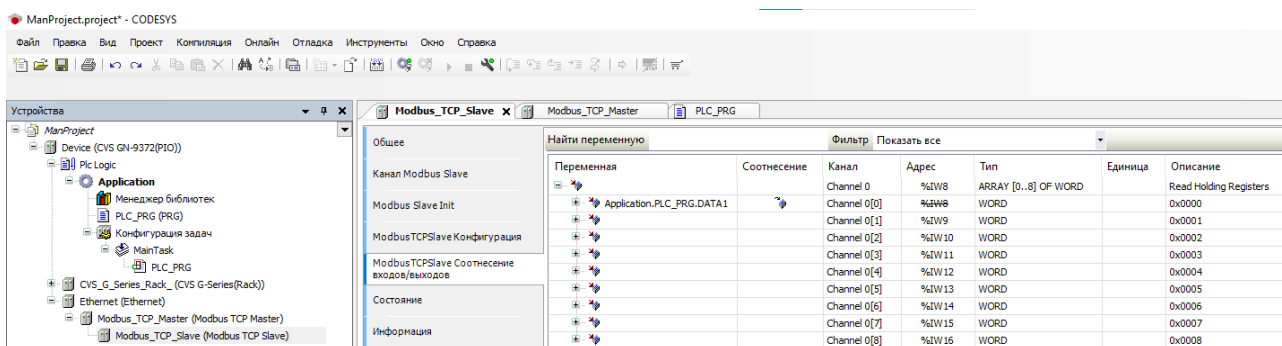 ManProject.project* - CODESYS
Файл Правка Вид Проект Компиляция Онлайн Отладка Инструменты Окно Справка
Устройства
ManProject
Device (CVS GN-9372(PIO))
Plc Logic
Application
Менеджер библиотек
PLC_PRG (PRG)
Конфигурация задач
MainTask
PLC_PRG
CVS_G_Series_Rack_ (CVS G-Series(Rack))
Ethernet (Ethernet)
Modbus_TCP_Master (Modbus TCP Master)
Modbus_TCP_Slave (Modbus TCP Slave)
Modbus_TCP_Slave Modbus_TCP_Master PLC_PRG
Общее
Канал Modbus Slave
Modbus Slave Init
ModbusTCPSlave Конфигурация
ModbusTCPSlave Соотнесение
входов/выходов
Состояние
Информация
Найти переменную Фильтр Показать все
Переменная Соотнесение Канал Адрес Тип Единица Описание
Channel 0 %IW8 ARRAY [0..8] OF WORD Read Holding Registers
Application.PLC_PRG.DATA1 Channel 0[0] %IW8 WORD 0x0000
Channel 0[1] %IW9 WORD 0x0001
Channel 0[2] %IW10 WORD 0x0002
Channel 0[3] %IW11 WORD 0x0003
Channel 0[4] %IW12 WORD 0x0004
Channel 0[5] %IW13 WORD 0x0005
Channel 0[6] %IW14 WORD 0x0006
Channel 0[7] %IW15 WORD 0x0007
Channel 0[8] %IW16 WORD 0x0008